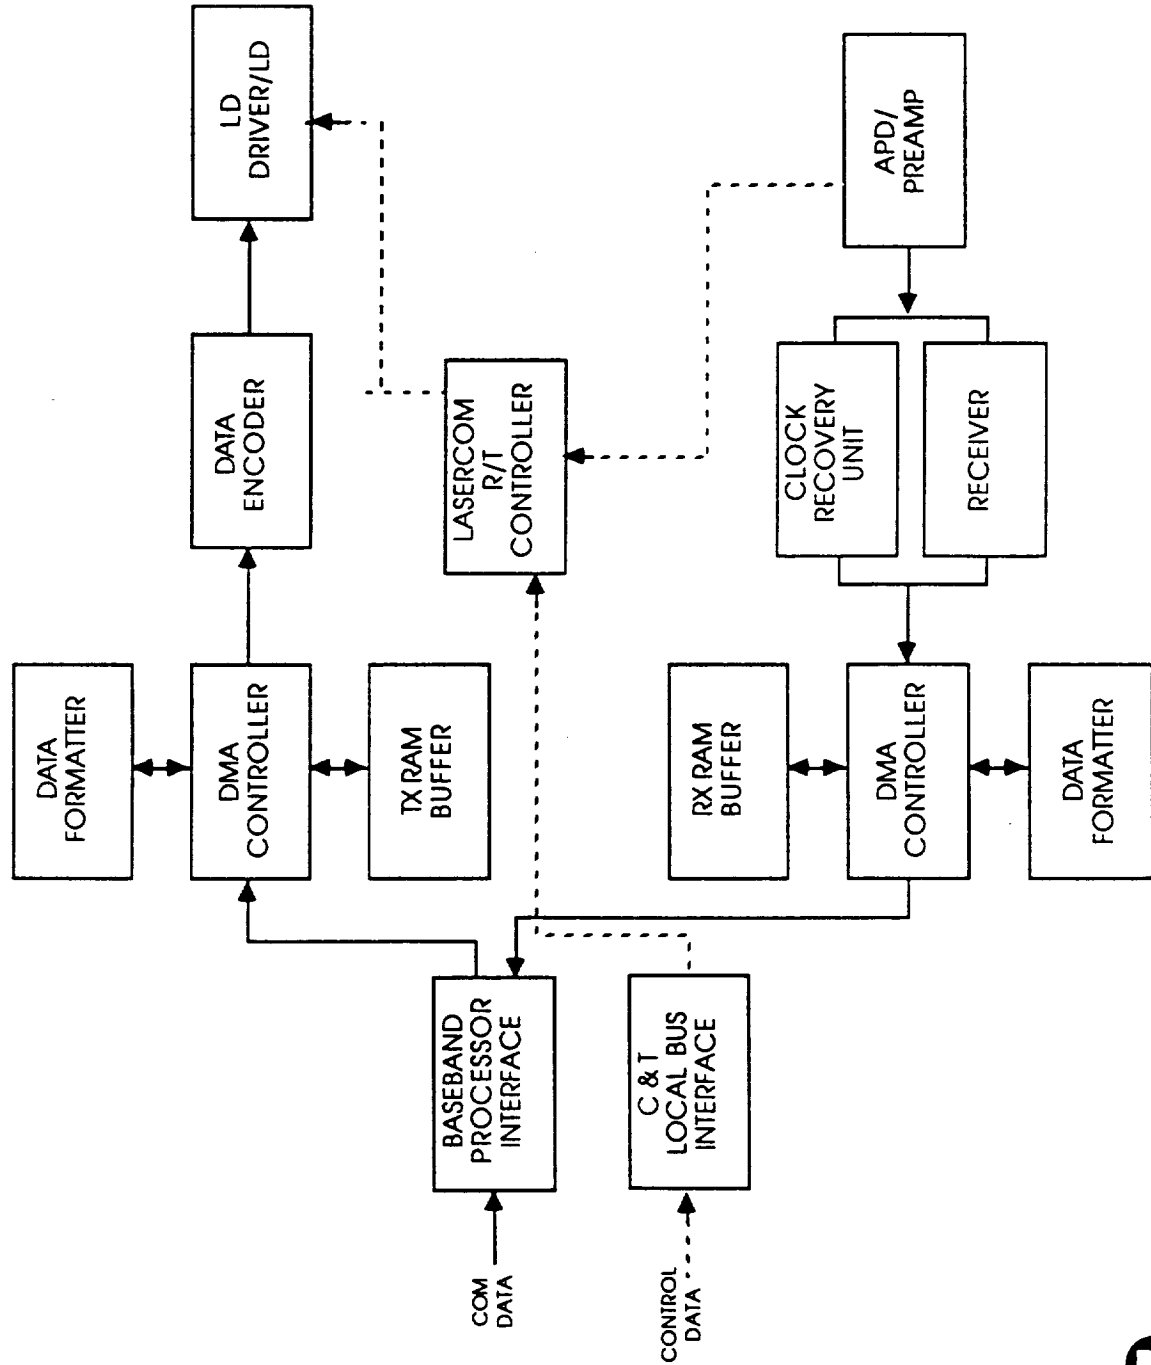 DATA
FORMATTER
DMA
CONTROLLER
TX RAM
BUFFER
DATA
ENCODER
LD
DRIVER/LD
COM
DATA
BASEBAND
PROCESSOR
INTERFACE
CONTROL
DATA
C & T
LOCAL BUS
INTERFACE
LASERCOM
R/T
CONTROLLER
RX RAM
BUFFER
DMA
CONTROLLER
DATA
FORMATTER
CLOCK
RECOVERY
UNIT
RECEIVER
APD/
PREAMP